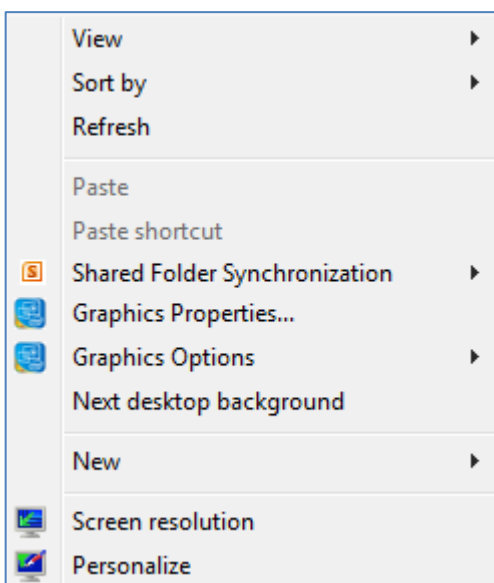 View
Sort by
Refresh
Paste
Paste shortcut
S
Shared Folder Synchronization
Graphics Properties...
Graphics Options
Next desktop background
New
Screen resolution
Personalize